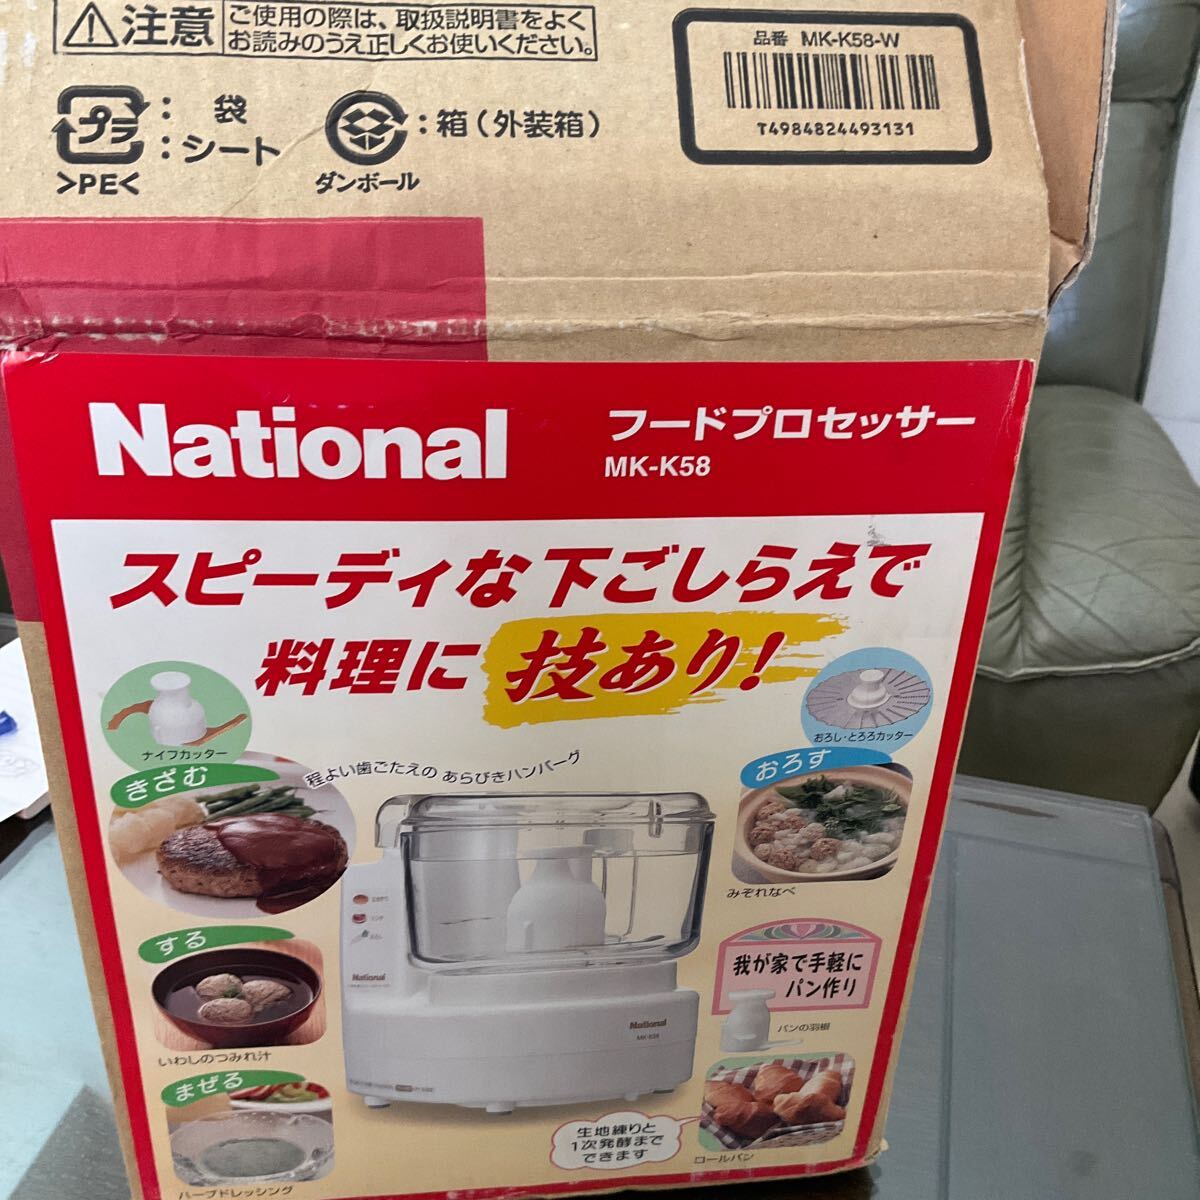 注意
ご使用の際は、取扱説明書をよく
お読みのうえ正しくお使いください。
プラ
：袋
：シート
>PE<
：箱（外装箱）
ダンボール
品番 MK-K58-W
T4984824493131
National
フードプロセッサー
MK-K58
スピーディな下ごしらえで
料理に技あり！
ナイフカッター
きざむ
程よい歯ごたえの あらびきハンバーグ
おろし・とろろカッター
おろす
みぞれなべ
する
いわしのつみれ汁
National
National
MK-K58
我が家で手軽に
パン作り
パンの羽根
まぜる
ハーブドレッシング
生地練りと
1次発酵まで
できます
ロールパン